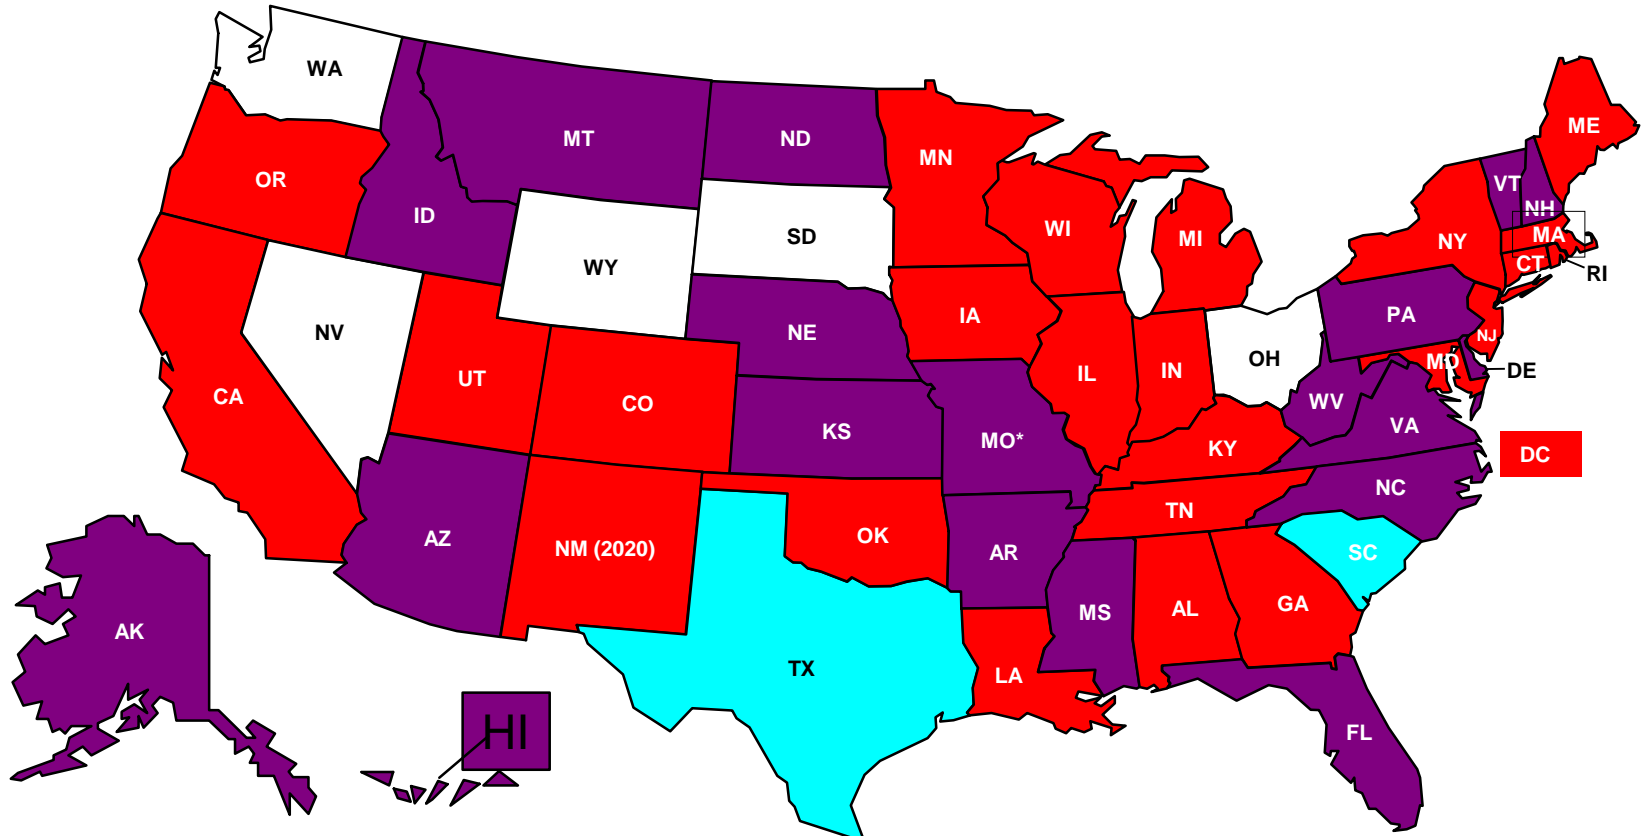 WA
MT
ND
MN
ME
OR
ID
SD
WI
MI
NY
VT
NH
MA
CT
RI
WY
NV
NE
IA
PA
NJ
UT
CO
IL
IN
OH
MD
DE
CA
KS
MO*
WV
KY
VA
DC
AZ
NM (2020)
OK
AR
TN
NC
SC
AK
TX
LA
MS
AL
GA
FL
HI